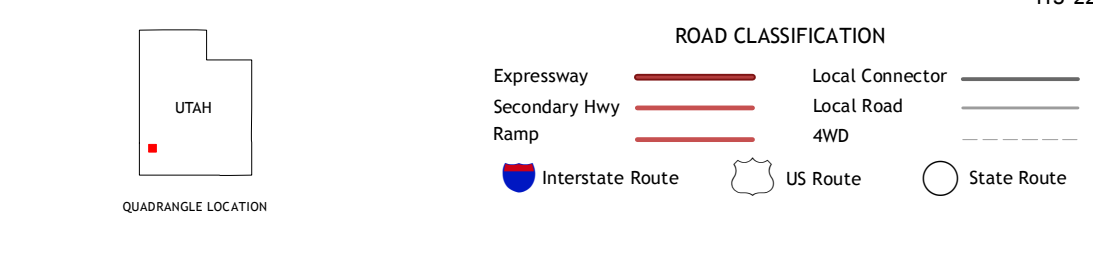 ROAD CLASSIFICATION
UTAH
QUADRANGLE LOCATION
Expressway
Secondary Hwy
Ramp
Local Connector
Local Road
4WD
Interstate Route
US Route
State Route